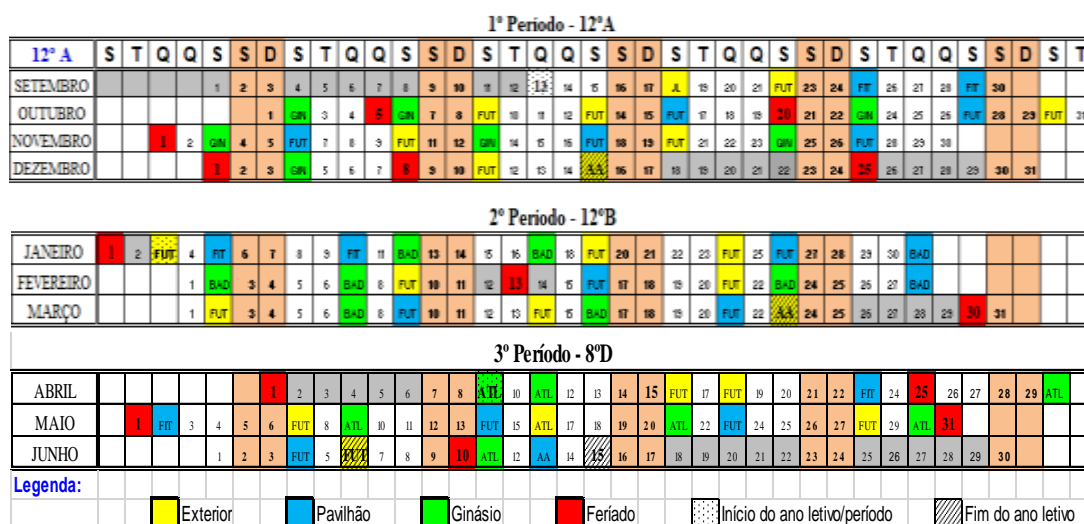 1º Período - 12ºA
12º A S T Q Q S S D S T Q Q S S D S T Q Q S S D S T Q Q S S D S T Q Q S S D S T
SETEMBRO 1 2 3 4 5 6 7 8 9 10 11 12 13 14 15 16 17 JL 19 20 21 FUT 23 24 FIT 26 27 28 FIT 30
OUTUBRO 1 GIN 3 4 5 GIN 7 8 FUT 10 11 12 FUT 14 15 FUT 17 18 19 20 21 22 GIN 24 25 26 FUT 28 29 FUT 31
NOVEMBRO 1 2 GIN 4 5 FUT 7 8 9 FUT 11 12 GIN 14 15 16 FUT 18 19 FUT 21 22 23 GIN 25 26 FUT 28 29 30
DEZEMBRO 1 2 3 GIN 5 6 7 8 9 10 FUT 12 13 14 AA 16 17 18 19 20 21 22 23 24 25 26 27 28 29 30 31
2º Período - 12ºB
JANEIRO 1 2 FUT 4 FIT 6 7 8 9 FIT 11 BAD 13 14 15 16 BAD 18 FUT 20 21 22 23 FUT 25 FUT 27 28 29 30 BAD
FEVEREIRO 1 BAD 3 4 5 6 BAD 8 FUT 10 11 12 13 14 15 FUT 17 18 19 20 FUT 22 BAD 24 25 26 27 BAD
MARÇO 1 FUT 3 4 5 6 BAD 8 FUT 10 11 12 13 FUT 15 BAD 17 18 19 20 FUT 22 AA 24 25 26 27 28 29 30 31
3º Período - 8ºD
ABRIL 1 2 3 4 5 6 7 8 ATL 10 ATL 12 13 14 15 FUT 17 FUT 19 20 21 22 FIT 24 25 26 27 28 29 ATL
MAIO 1 FIT 3 4 5 6 FUT 8 ATL 10 11 12 13 FUT 15 ATL 17 18 19 20 ATL 22 FUT 24 25 26 27 FUT 29 ATL 31
JUNHO 1 2 3 FUT 5 FUT 7 8 9 10 ATL 12 AA 14 15 16 17 18 19 20 21 22 23 24 25 26 27 28 29 30
Legenda:
Exterior Pavilhão Ginásio Feríado Início do ano letivo/período Fim do ano letivo